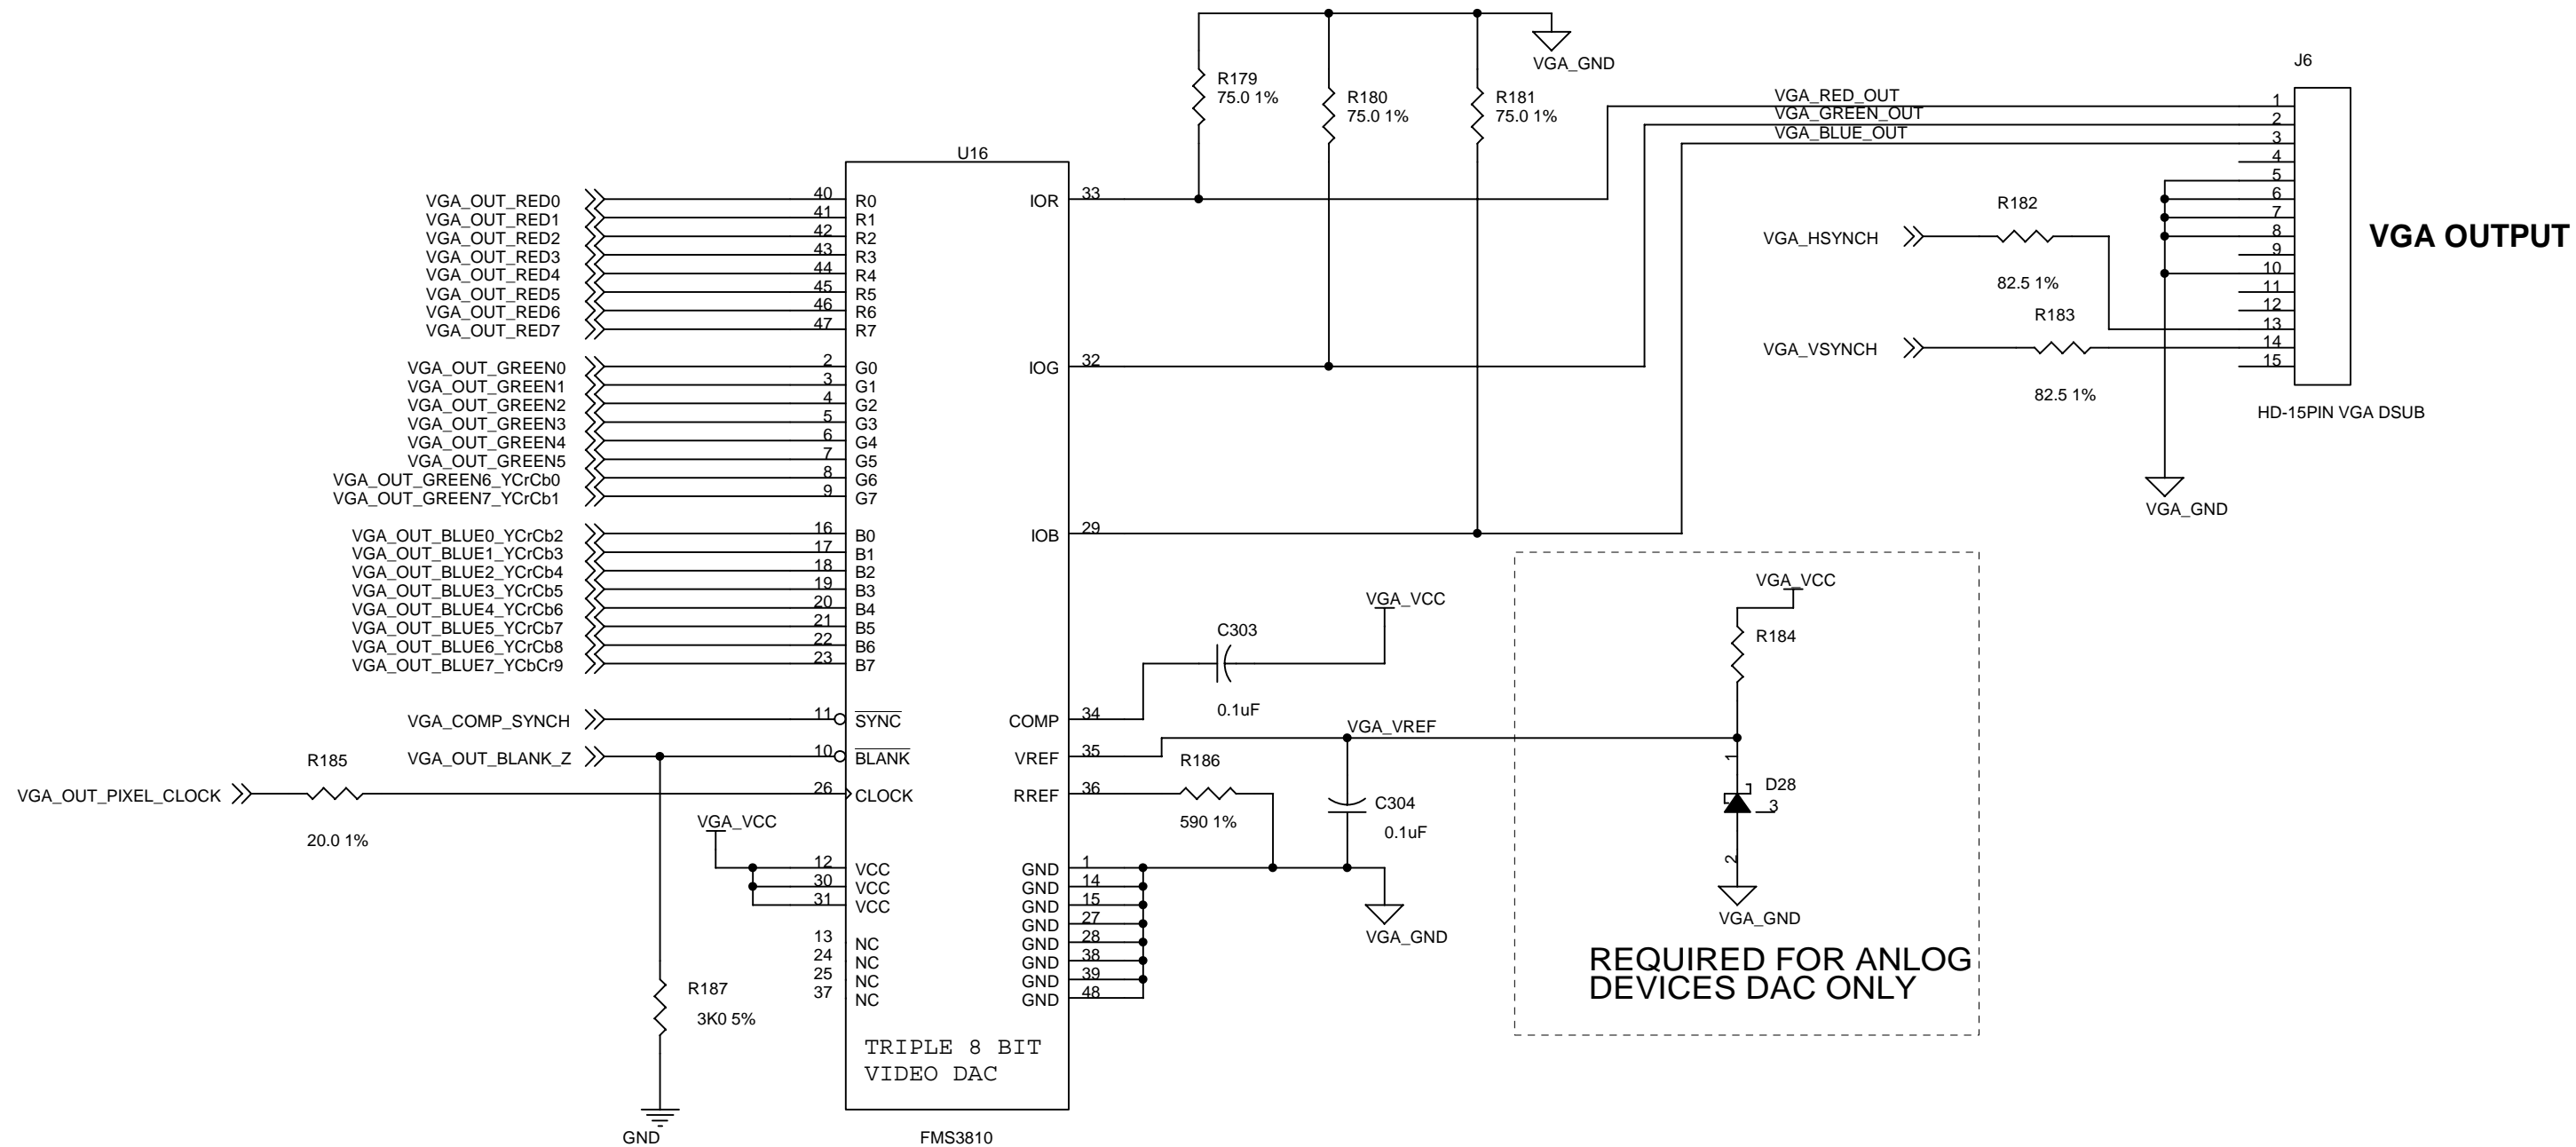 VGA_GND
J6
R179
75.0 1%
R180
75.0 1%
R181
75.0 1%
VGA_RED_OUT
VGA_GREEN_OUT
VGA_BLUE_OUT
1
2
3
4
5
6
7
8
9
10
11
12
13
14
15
HD-15PIN VGA DSUB
VGA OUTPUT
R182
82.5 1%
R183
82.5 1%
VGA_HSYNCH
VGA_VSYNCH
VGA_GND
U16
VGA_OUT_RED0 40 R0
VGA_OUT_RED1 41 R1
VGA_OUT_RED2 42 R2
VGA_OUT_RED3 43 R3
VGA_OUT_RED4 44 R4
VGA_OUT_RED5 45 R5
VGA_OUT_RED6 46 R6
VGA_OUT_RED7 47 R7
VGA_OUT_GREEN0 2 G0
VGA_OUT_GREEN1 3 G1
VGA_OUT_GREEN2 4 G2
VGA_OUT_GREEN3 5 G3
VGA_OUT_GREEN4 6 G4
VGA_OUT_GREEN5 7 G5
VGA_OUT_GREEN6_YCrCb0 8 G6
VGA_OUT_GREEN7_YCrCb1 9 G7
VGA_OUT_BLUE0_YCrCb2 16 B0
VGA_OUT_BLUE1_YCrCb3 17 B1
VGA_OUT_BLUE2_YCrCb4 18 B2
VGA_OUT_BLUE3_YCrCb5 19 B3
VGA_OUT_BLUE4_YCrCb6 20 B4
VGA_OUT_BLUE5_YCrCb7 21 B5
VGA_OUT_BLUE6_YCrCb8 22 B6
VGA_OUT_BLUE7_YCbCr9 23 B7
VGA_COMP_SYNCH 11 SYNC
VGA_OUT_BLANK_Z 10 BLANK
R185
VGA_OUT_PIXEL_CLOCK 26 CLOCK
20.0 1%
VGA_VCC
12 VCC
30 VCC
31 VCC
13 NC
24 NC
25 NC
37 NC
R187
3K0 5%
GND
IOR 33
IOG 32
IOB 29
COMP 34
VREF 35
RREF 36
GND 1
GND 14
GND 15
GND 27
GND 28
GND 38
GND 39
GND 48
TRIPLE 8 BIT
VIDEO DAC
FMS3810
VGA_VCC
C303
0.1uF
VGA_VREF
R186
590 1%
C304
0.1uF
VGA_GND
VGA_VCC
R184
1
D28
3
2
VGA_GND
REQUIRED FOR ANLOG
DEVICES DAC ONLY